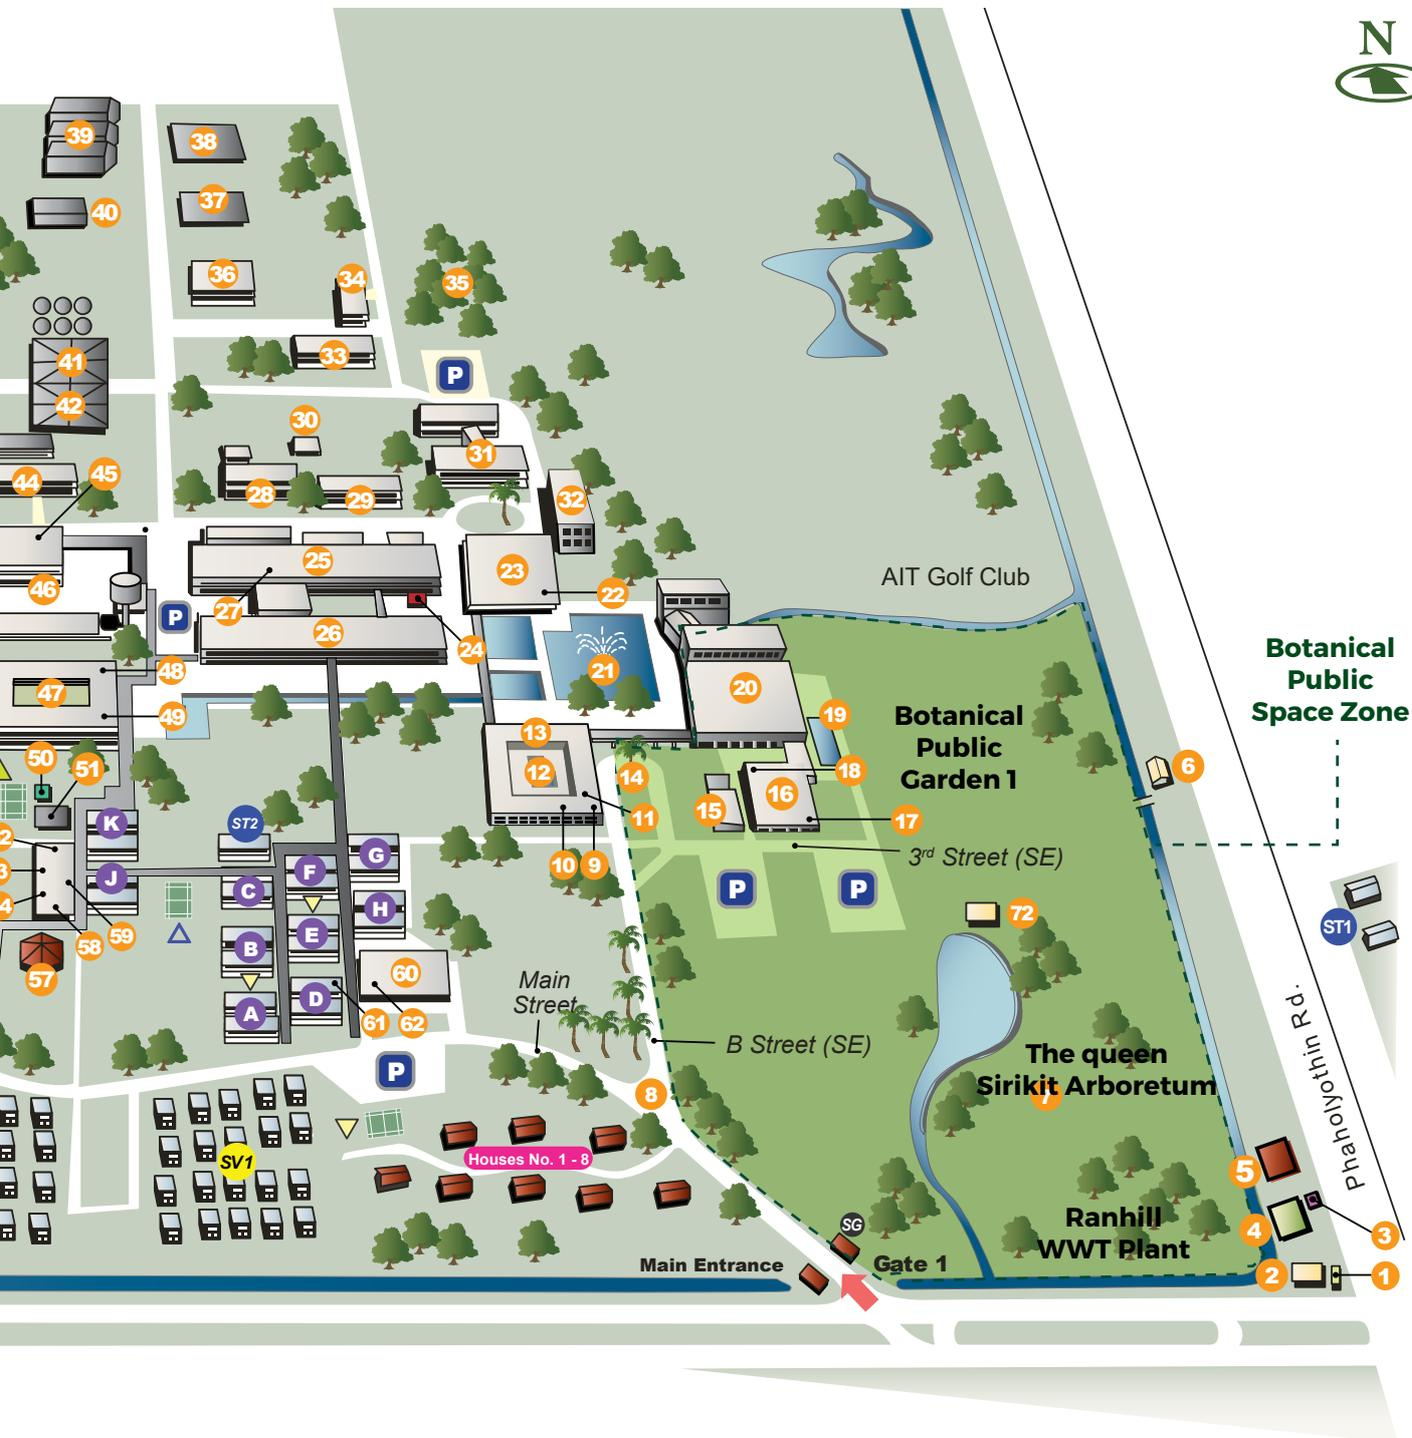 N
39
38
40
37
36
34
35
33
41
42
P
30
31
45
44
28
29
32
25
23
46
27
P
26
24
22
AIT Golf Club
48
47
49
21
20
Botanical
Public
Space Zone
13
12
14
19
Botanical
Public
Garden 1
50
51
15
16
18
6
11
17
K
ST2
10
9
3rd Street (SE)
2
3
4
J
C
F
G
P
P
H
72
ST1
58
59
B
E
57
60
A
D
61
62
Main
Street
B Street (SE)
P
The queen
Sirikit Arboretum
7
8
Phaholyothin Rd.
SV1
Houses No. 1 - 8
5
Ranhill
WWT Plant
SG
4
3
Main Entrance
Gate 1
2
1